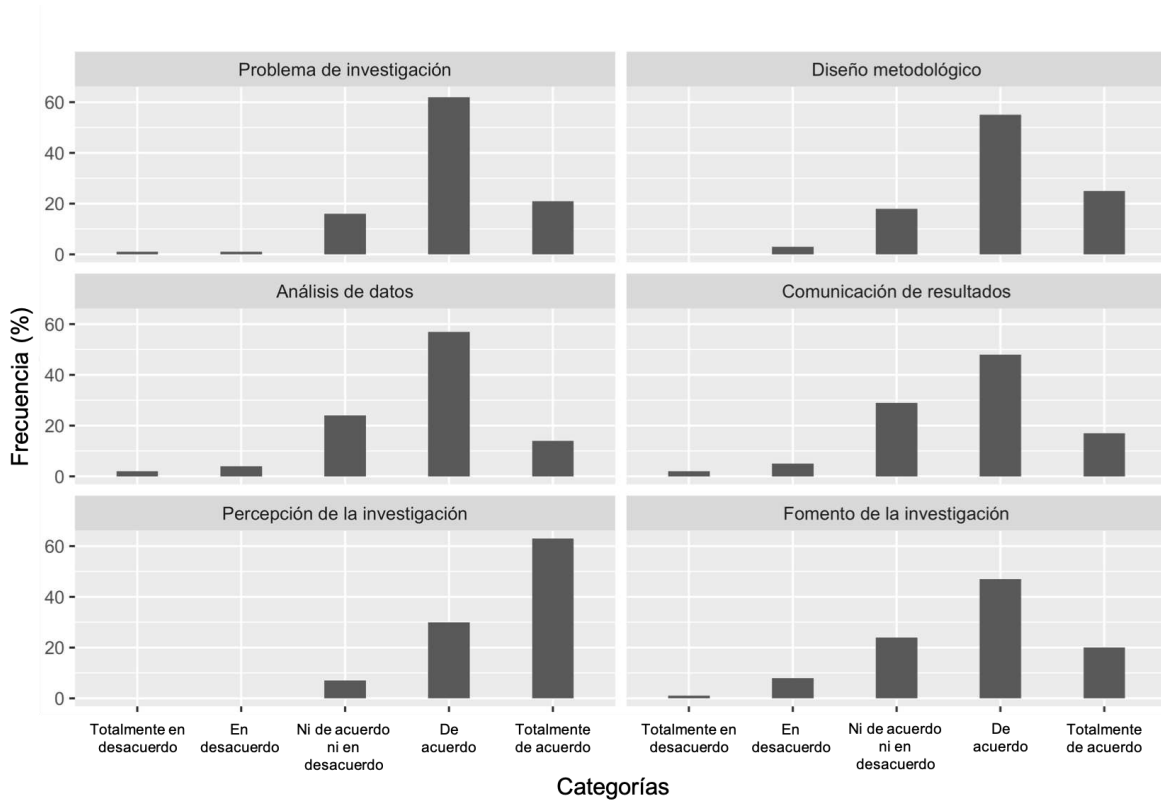 Problema de investigación
Diseño metodológico
60
40
20
0
Análisis de datos
Comunicación de resultados
60
40
20
0
Percepción de la investigación
Fomento de la investigación
60
40
20
0
Frecuencia (%)
Totalmente en
desacuerdo
En
desacuerdo
Ni de acuerdo
ni en
desacuerdo
De
acuerdo
Totalmente
de acuerdo
Totalmente en
desacuerdo
En
desacuerdo
Ni de acuerdo
ni en
desacuerdo
De
acuerdo
Totalmente
de acuerdo
Categorías